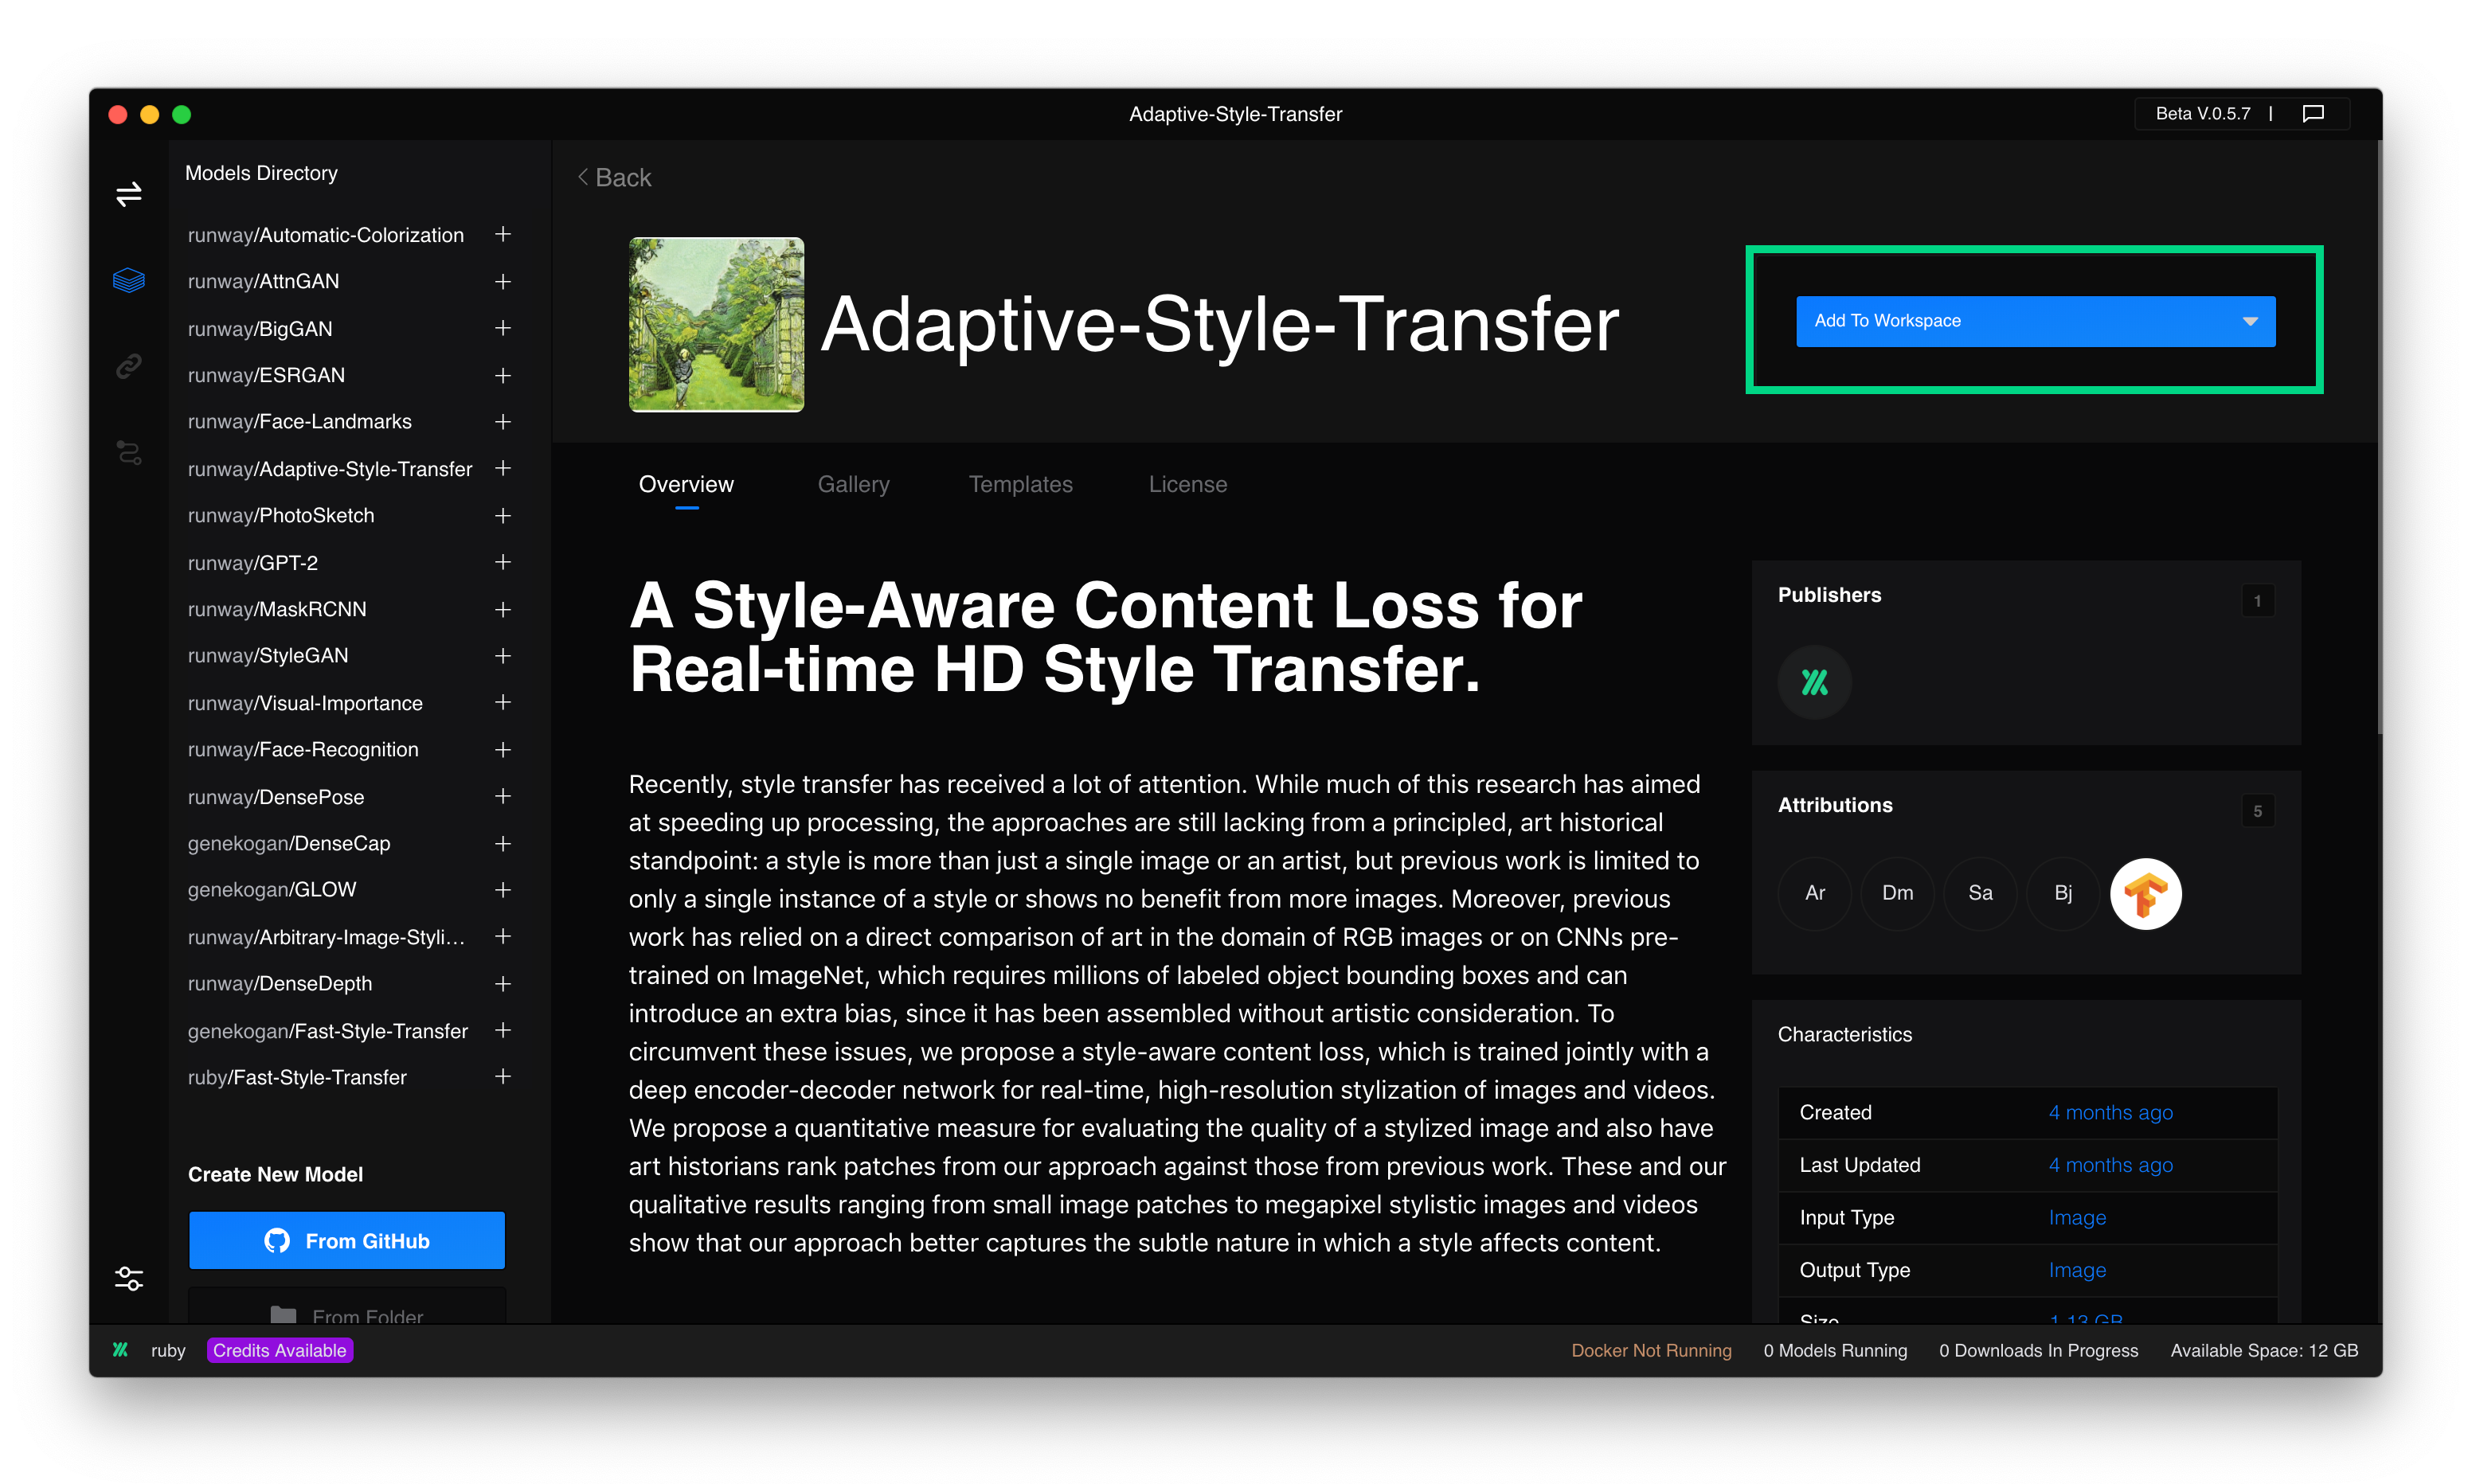 Adaptive-Style-Transfer
Beta V.0.5.7 |
Models Directory
runway/Automatic-Colorization +
runway/AttnGAN +
runway/BigGAN +
runway/ESRGAN +
runway/Face-Landmarks +
runway/Adaptive-Style-Transfer +
runway/PhotoSketch +
runway/GPT-2 +
runway/MaskRCNN +
runway/StyleGAN +
runway/Visual-Importance +
runway/Face-Recognition +
runway/DensePose +
genekogan/DenseCap +
genekogan/GLOW +
runway/Arbitrary-Image-Styli... +
runway/DenseDepth +
genekogan/Fast-Style-Transfer +
ruby/Fast-Style-Transfer +
Create New Model
From GitHub
From Folder
Back
Adaptive-Style-Transfer
Add To Workspace
Overview
Gallery
Templates
License
A Style-Aware Content Loss for
Real-time HD Style Transfer.
Recently, style transfer has received a lot of attention. While much of this research has aimed
at speeding up processing, the approaches are still lacking from a principled, art historical
standpoint: a style is more than just a single image or an artist, but previous work is limited to
only a single instance of a style or shows no benefit from more images. Moreover, previous
work has relied on a direct comparison of art in the domain of RGB images or on CNNs pre-
trained on ImageNet, which requires millions of labeled object bounding boxes and can
introduce an extra bias, since it has been assembled without artistic consideration. To
circumvent these issues, we propose a style-aware content loss, which is trained jointly with a
deep encoder-decoder network for real-time, high-resolution stylization of images and videos.
We propose a quantitative measure for evaluating the quality of a stylized image and also have
art historians rank patches from our approach against those from previous work. These and our
qualitative results ranging from small image patches to megapixel stylistic images and videos
show that our approach better captures the subtle nature in which a style affects content.
Publishers 1
Attributions 5
Ar Dm Sa Bj
Characteristics
Created 4 months ago
Last Updated 4 months ago
Input Type Image
Output Type Image
Size 1.13 GB
ruby
Credits Available
Docker Not Running
0 Models Running
0 Downloads In Progress
Available Space: 12 GB